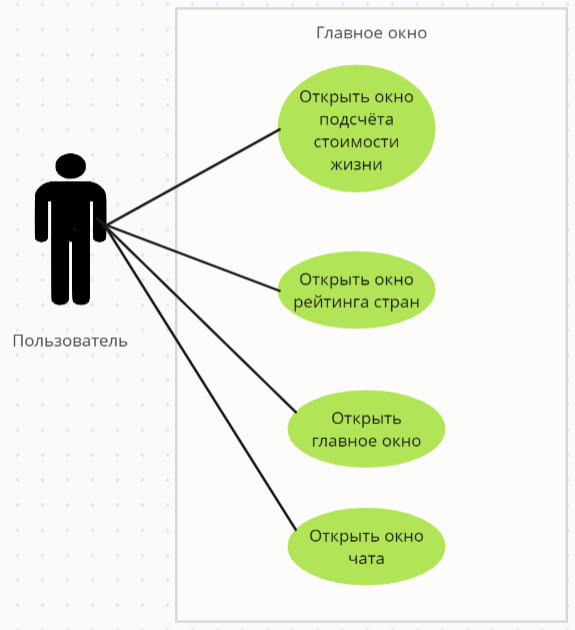 Главное окно
Открыть окно
подсчёта
стоимости
жизни
Открыть окно
рейтинга стран
Пользователь
Открыть
главное окно
Открыть окно
чата